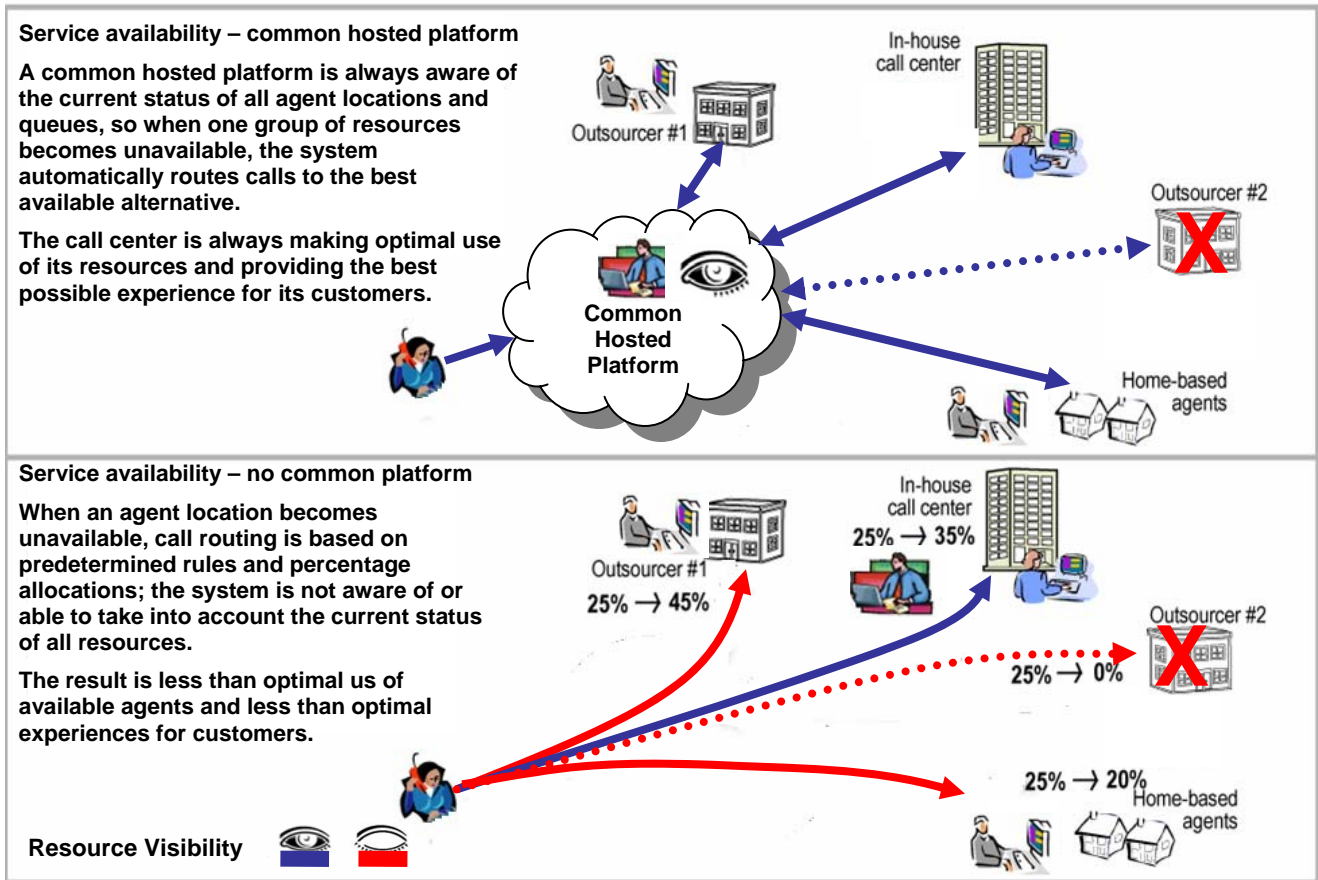 Service availability – common hosted platform
A common hosted platform is always aware of
the current status of all agent locations and
queues, so when one group of resources
becomes unavailable, the system
automatically routes calls to the best
available alternative.
The call center is always making optimal use
of its resources and providing the best
possible experience for its customers.
Outsourcer #1
In-house
call center
Outsourcer #2
X
Common
Hosted
Platform
Home-based
agents
Service availability – no common platform
When an agent location becomes
unavailable, call routing is based on
predetermined rules and percentage
allocations; the system is not aware of or
able to take into account the current status
of all resources.
The result is less than optimal us of
available agents and less than optimal
experiences for customers.
Outsourcer #1
25% → 45%
In-house
call center
25% → 35%
Outsourcer #2
X
25% → 0%
25% → 20%
Home-based
agents
Resource Visibility